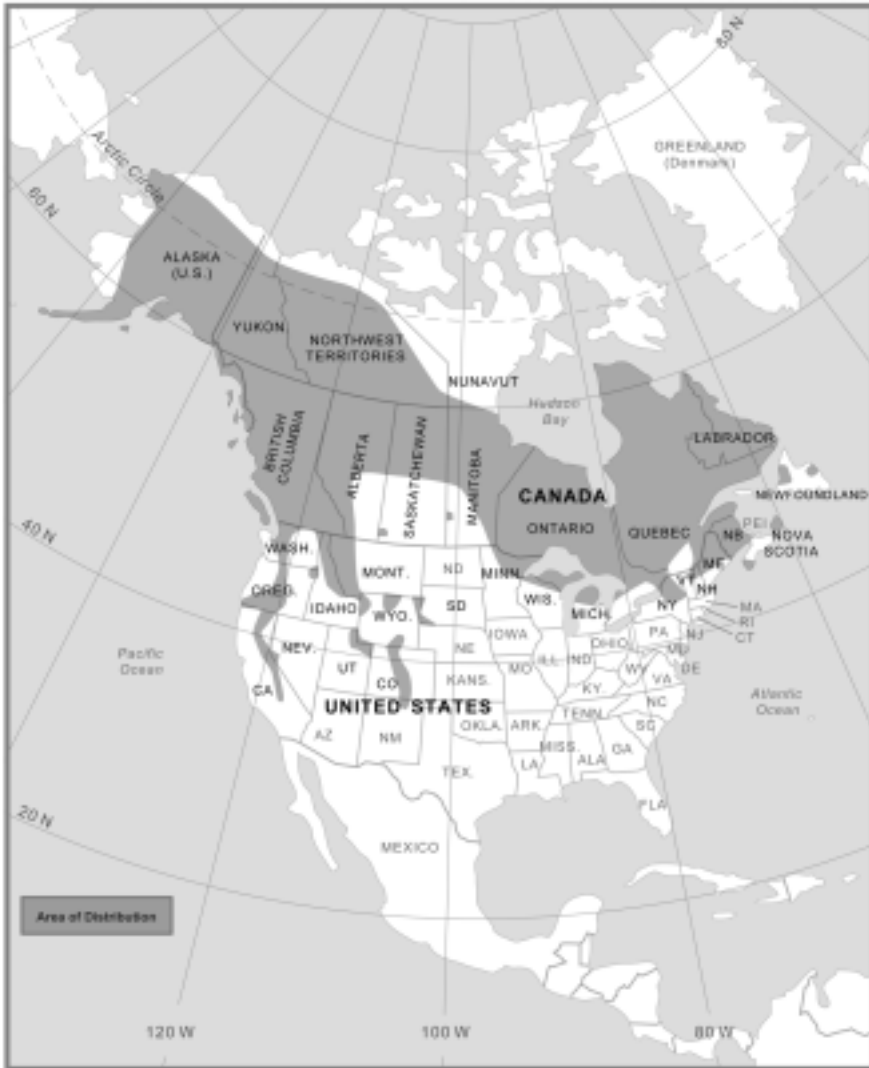 80 N
GREENLAND
(Denmark)
Arctic Circle
60 N
ALASKA
(U.S.)
YUKON
NORTHWEST
TERRITORIES
NUNAVUT
Hudson
Bay
LABRADOR
BRITISH
COLUMBIA
ALBERTA
SASKATCHEWAN
MANITOBA
CANADA
ONTARIO
QUEBEC
NEWFOUNDLAND
PEI
NB
NOVA
SCOTIA
40 N
WASH.
MONT.
ND
MINN.
VT
ME
NH
OREG.
IDAHO
WYO.
SD
WIS.
MICH.
NY
MA
RI
CT
Pacific
Ocean
NEV.
UT
CO
NE
IOWA
ILL
IND
OHIO
PA
NJ
MD
DE
CA
KANS.
MO
KY.
WV
VA
UNITED STATES
AZ
NM
OKLA.
ARK.
TENN.
NC
SC
Atlantic
Ocean
TEX.
LA
MISS.
ALA
GA
FLA
20 N
MEXICO
Area of Distribution
120 W
100 W
80 W